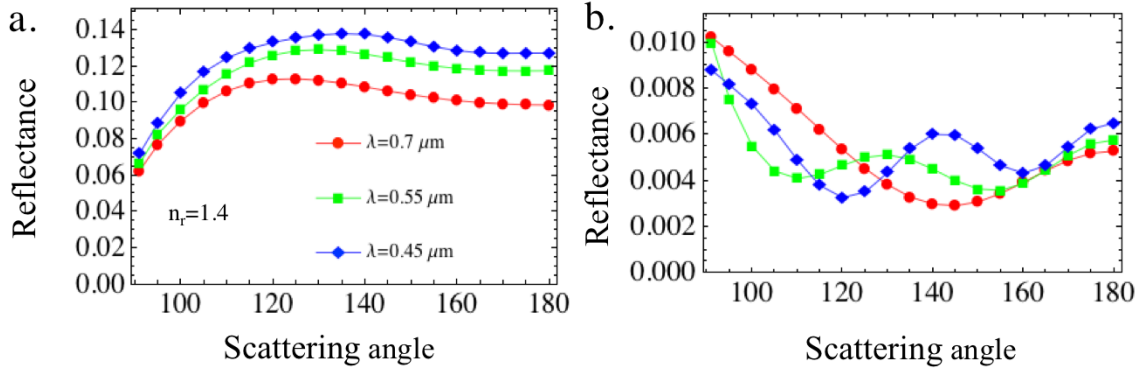 a.
Reflectance
0.14
0.12
0.10
0.08
0.06
0.04
0.02
0.00
λ=0.7 μm
λ=0.55 μm
λ=0.45 μm
nr=1.4
100 120 140 160 180
Scattering angle
b.
Reflectance
0.010
0.008
0.006
0.004
0.002
0.000
100 120 140 160 180
Scattering angle